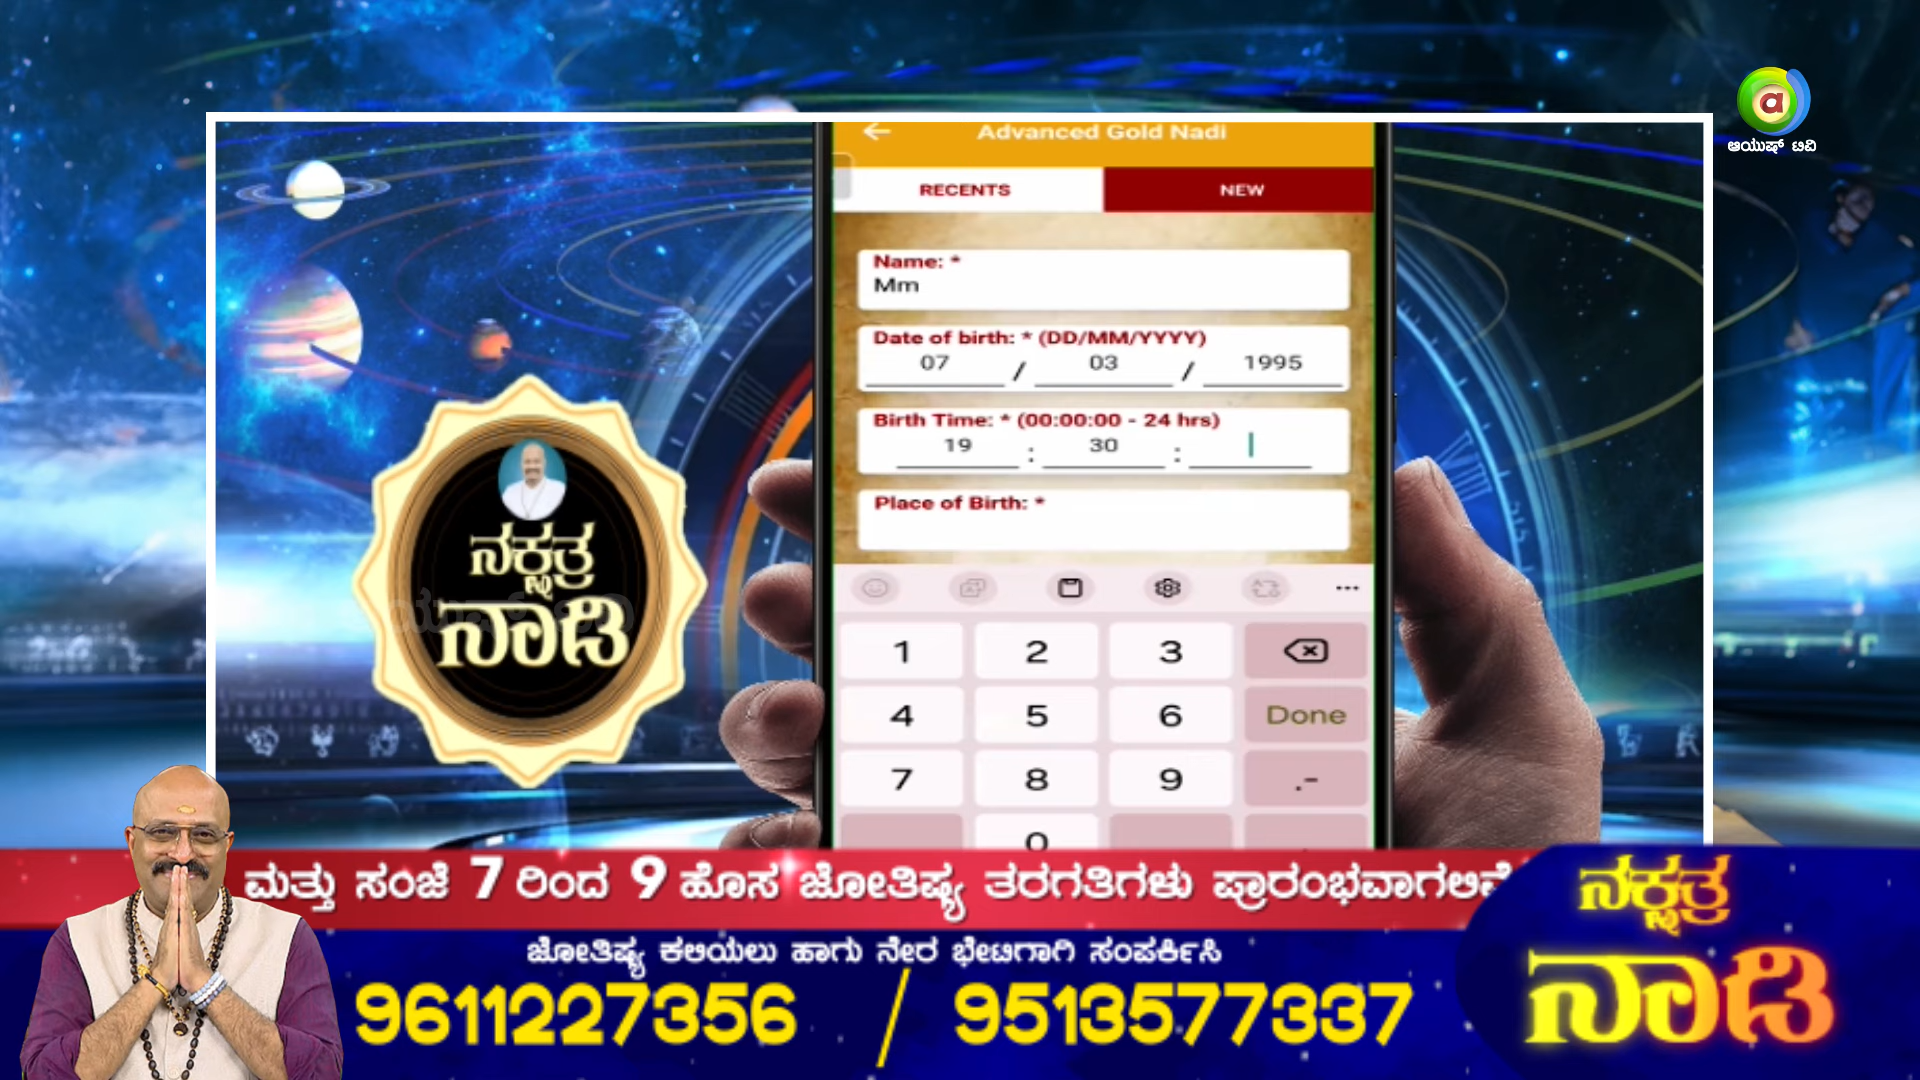 ಆಯುಷ್ ಟಿವಿ
Advanced Gold Nadi
RECENTS
NEW
Name: *
Mm
Date of birth: * (DD/MM/YYYY)
07 / 03 / 1995
Birth Time: * (00:00:00 - 24 hrs)
19 : 30 :
Place of Birth: *
ನಕ್ಷತ್ರ
ನಾಡಿ
1 2 3
4 5 6 Done
7 8 9 .-
0
ಮತ್ತು ಸಂಜೆ 7 ರಿಂದ 9 ಹೊಸ ಜ್ಯೋತಿಷ್ಯ ತರಗತಿಗಳು
ಜ್ಯೋತಿಷ್ಯ ಕಲಿಯಲು ಹಾಗು ನೇರ ಭೇಟಿಗಾಗಿ ಸಂಪರ್ಕಿಸಿ
9611227356 / 9513577337
ನಕ್ಷತ್ರ
ನಾಡಿ